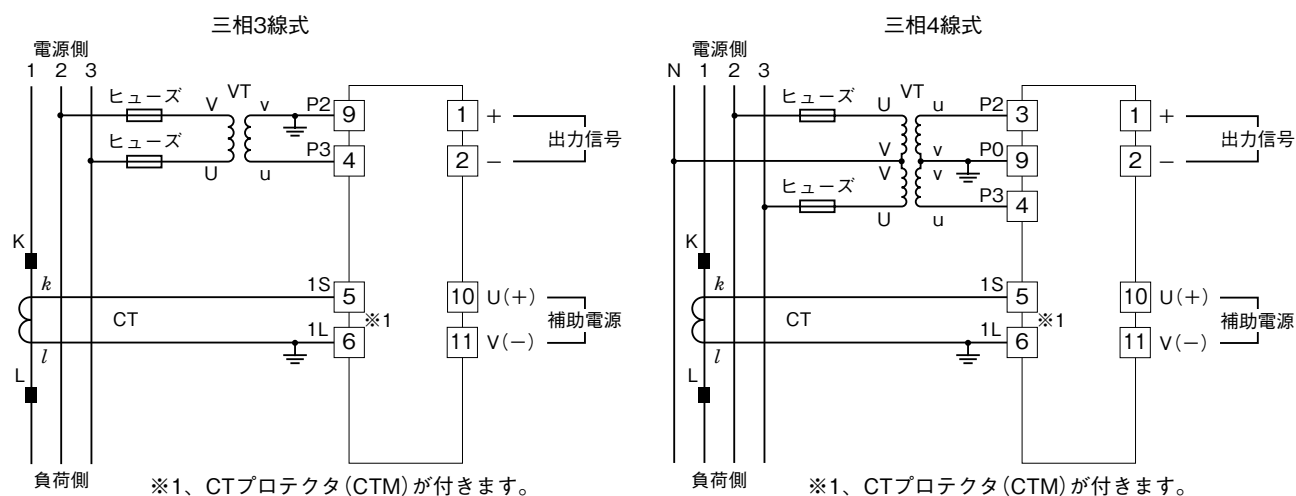 三相3線式
電源側
1 2 3
ヒューズ V VT v P2 9 1 +
出力信号
ヒューズ U u P3 4 2 −
K
k 1S 5 10 U(+)
CT ※1 補助電源
l 1L 6 11 V(−)
L
負荷側
※1、CTプロテクタ(CTM)が付きます。
三相4線式
電源側
N 1 2 3
ヒューズ U VT u P2 3 1 +
出力信号
V v P0 9 2 −
V v
ヒューズ U u P3 4
K
k 1S 5 10 U(+)
CT ※1 補助電源
l 1L 6 11 V(−)
L
負荷側
※1、CTプロテクタ(CTM)が付きます。